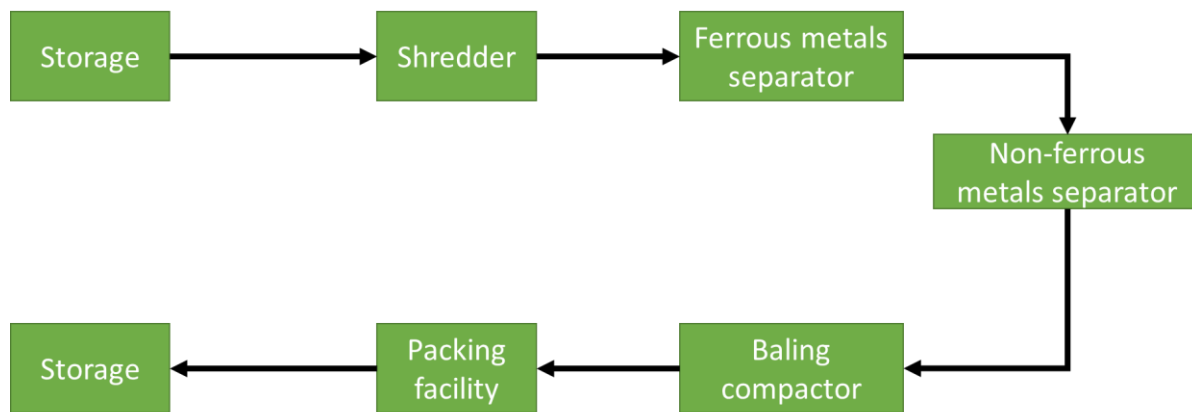 Storage
Shredder
Ferrous metals
separator
Non-ferrous
metals separator
Baling
compactor
Packing
facility
Storage